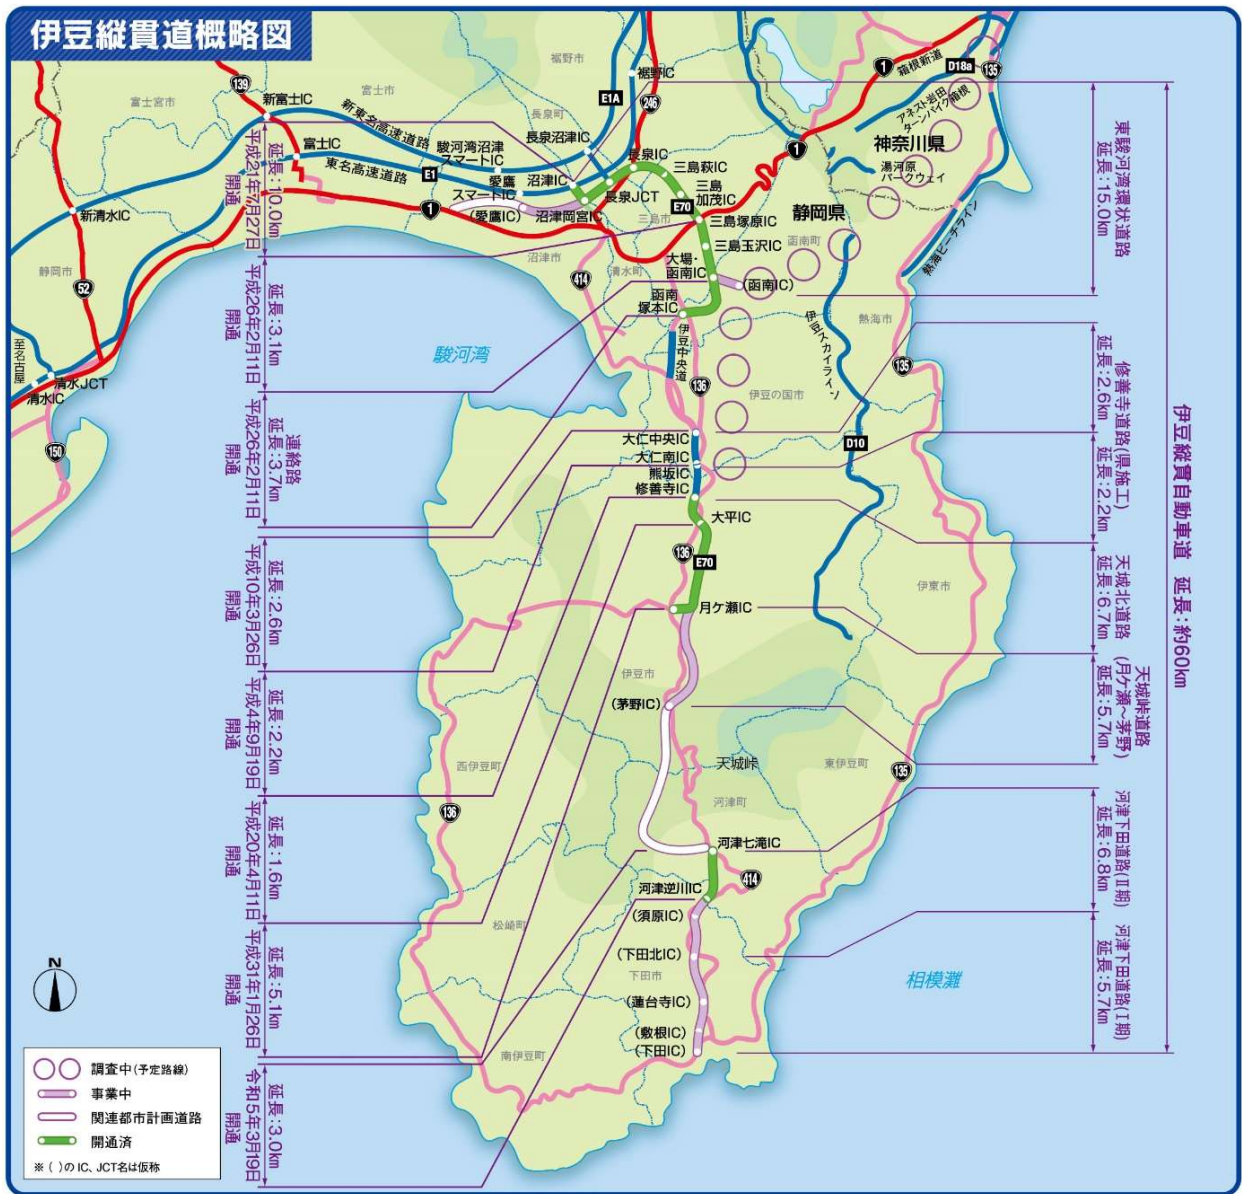 伊豆縦貫道概略図
裾野市
裾野IC
富士宮市
富士市
長泉町
139
新富士IC
新東名高速道路
E1A
246
1
箱根新道
D18a
135
アネスト岩田
ターンパイク箱根
神奈川県
湯河原
パークウェイ
静岡県
富士IC
東名高速道路
E1
駿河湾沼津
スマートIC
長泉沼津IC
愛鷹
スマートIC
沼津IC
長泉IC
三島萩IC
三島
加茂IC
1
長泉JCT
E70
(愛鷹IC)
沼津岡宮IC
三島市
三島塚原IC
三島玉沢IC
新清水IC
1
静岡市
52
沼津市
414
清水町
大場・
函南IC
函南町
(函南IC)
函南
塚本IC
熱海ビーチライン
熱海市
伊豆スカイライン
伊豆中央道
136
135
伊豆の国市
至名古屋
清水JCT
清水IC
150
駿河湾
D10
大仁中央IC
大仁南IC
熊坂IC
修善寺IC
大平IC
136
E70
月ケ瀬IC
伊東市
伊豆市
(茅野IC)
天城峠
東伊豆町
135
西伊豆町
136
河津町
河津七滝IC
414
河津逆川IC
(須原IC)
松崎町
(下田北IC)
下田市
(蓮台寺IC)
(敷根IC)
(下田IC)
南伊豆町
相模灘
延長:10.0km
平成21年7月27日
開通
延長:3.1km
平成26年2月11日
開通
連絡路
延長:3.7km
平成26年2月11日
開通
延長:2.6km
平成10年3月26日
開通
延長:2.2km
平成4年9月19日
開通
延長:1.6km
平成20年4月11日
開通
延長:5.1km
平成31年1月26日
開通
延長:3.0km
令和5年3月19日
開通
東駿河湾環状道路
延長:15.0km
修善寺道路(県施工)
延長:2.6km
延長:2.2km
天城北道路
延長:6.7km
天城峠道路
(月ケ瀬~茅野)
延長:5.7km
河津下田道路(Ⅱ期)
延長:6.8km
河津下田道路(Ⅰ期)
延長:5.7km
伊豆縦貫自動車道 延長:約60km
N
調査中(予定路線)
事業中
関連都市計画道路
開通済
※( )のIC、JCT名は仮称